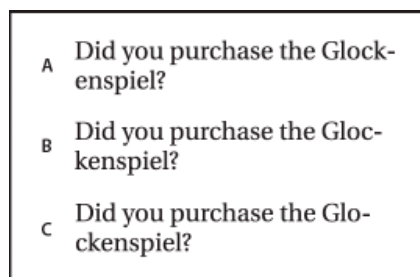 A Did you purchase the Glock-
enspiel?
B Did you purchase the Gloc-
kenspiel?
C Did you purchase the Glo-
ckenspiel?